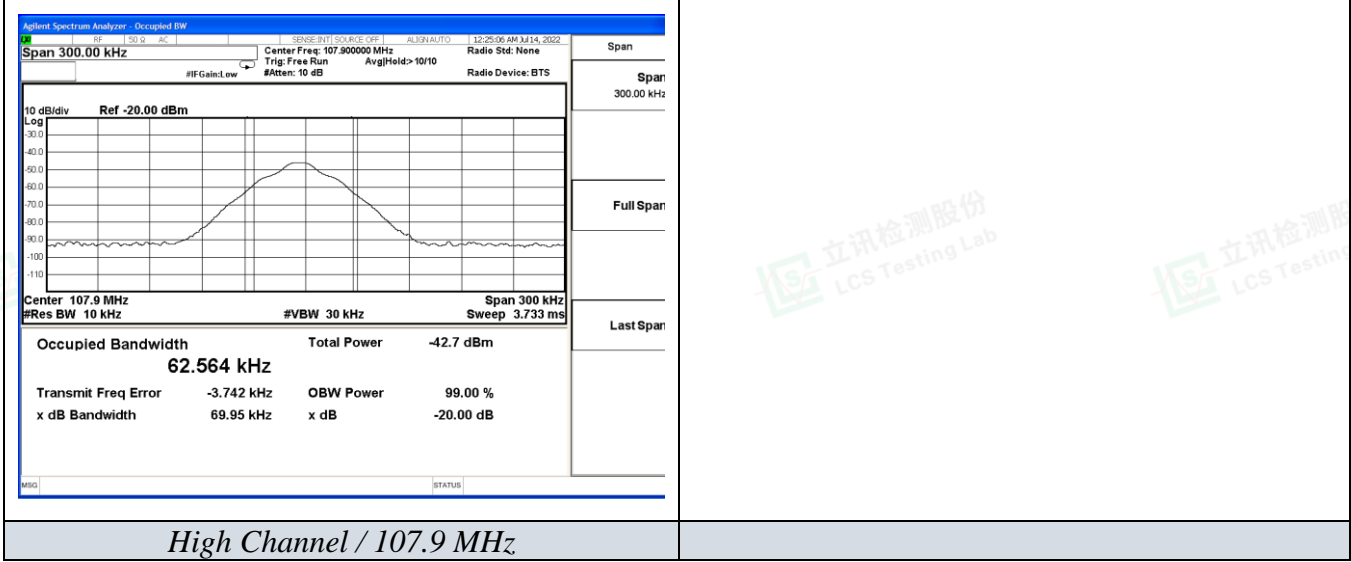 Agilent Spectrum Analyzer - Occupied BW
RF 50 Ω AC SENSE:INT SOURCE OFF ALIGN AUTO 12:25:06 AM Jul 14, 2022
Span 300.00 kHz
Center Freq: 107.900000 MHz
Radio Std: None
Trig: Free Run Avg|Hold:> 10/10
#IFGain:Low
#Atten: 10 dB
Radio Device: BTS
Span
Span
300.00 kHz
Full Span
Last Span
10 dB/div Ref -20.00 dBm
Log
-30.0
-40.0
-50.0
-60.0
-70.0
-80.0
-90.0
-100
-110
Center 107.9 MHz
Span 300 kHz
#Res BW 10 kHz
#VBW 30 kHz
Sweep 3.733 ms
Occupied Bandwidth
Total Power -42.7 dBm
62.564 kHz
Transmit Freq Error -3.742 kHz OBW Power 99.00 %
x dB Bandwidth 69.95 kHz x dB -20.00 dB
MSG
STATUS
High Channel / 107.9 MHz
立讯检测股份
LCS Testing Lab
立讯检测股
LCS Testing